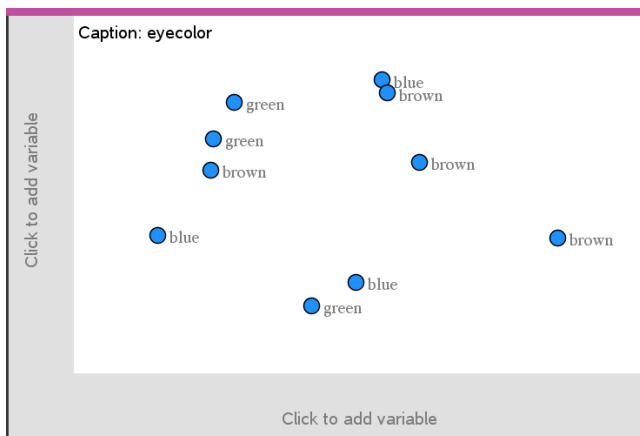 Caption: eyecolor
blue
brown
green
green
brown
brown
blue
brown
blue
green
Click to add variable
Click to add variable